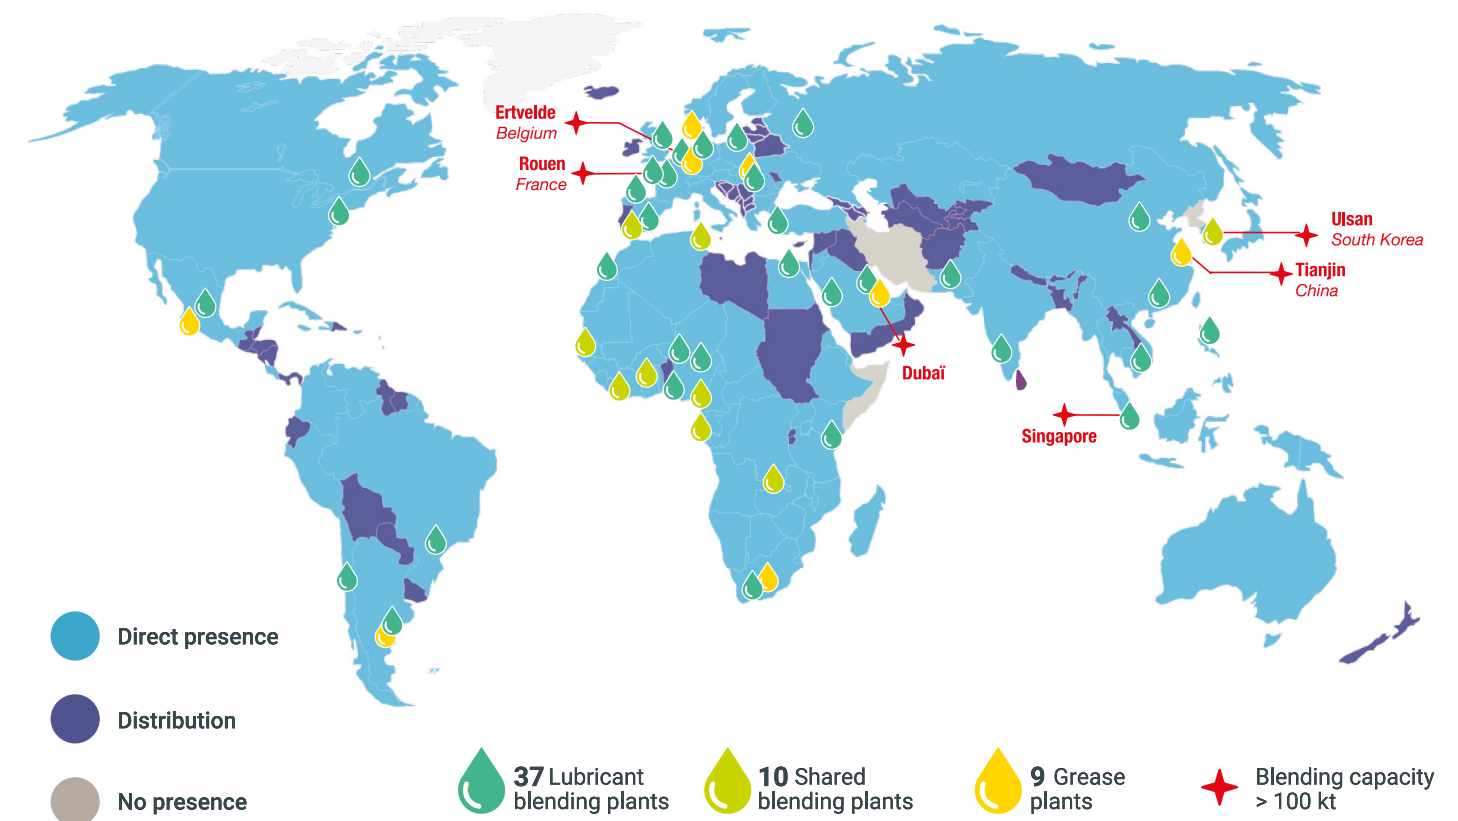 Ertvelde
Belgium
Rouen
France
Ulsan
South Korea
Tianjin
China
Dubaï
Singapore
Direct presence
Distribution
No presence
37 Lubricant
blending plants
10 Shared
blending plants
9 Grease
plants
Blending capacity
> 100 kt